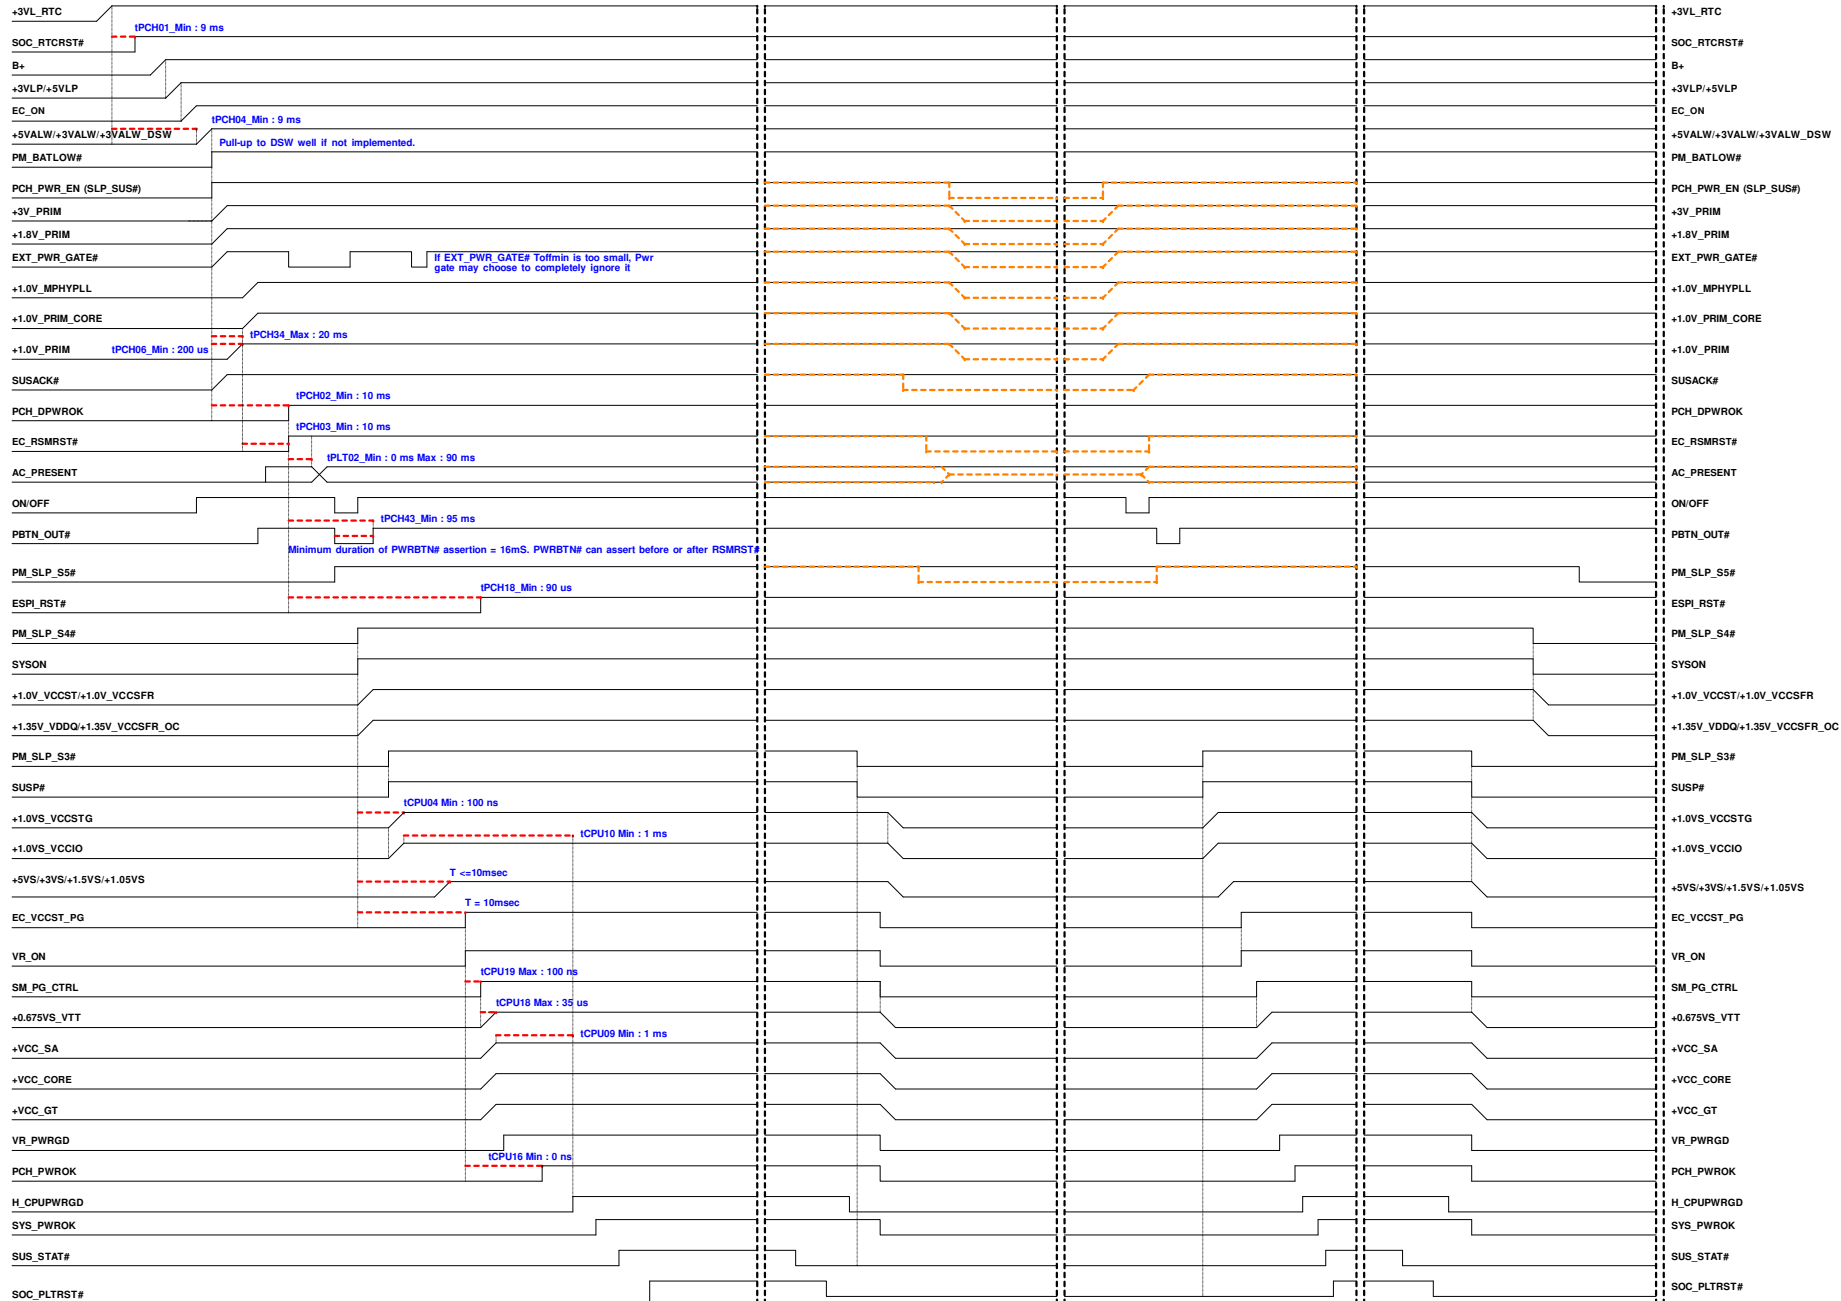 +3VL_RTC +3VL_RTC
tPCH01_Min : 9 ms
SOC_RTCRST# SOC_RTCRST#
B+ B+
+3VLP/+5VLP +3VLP/+5VLP
EC_ON EC_ON
tPCH04_Min : 9 ms
+5VALW/+3VALW/+3VALW_DSW +5VALW/+3VALW/+3VALW_DSW
Pull-up to DSW well if not implemented.
PM_BATLOW# PM_BATLOW#
PCH_PWR_EN (SLP_SUS#) PCH_PWR_EN (SLP_SUS#)
+3V_PRIM +3V_PRIM
+1.8V_PRIM +1.8V_PRIM
EXT_PWR_GATE# If EXT_PWR_GATE# Toffmin is too small, Pwr EXT_PWR_GATE#
gate may choose to completely ignore it
+1.0V_MPHYPLL +1.0V_MPHYPLL
+1.0V_PRIM_CORE +1.0V_PRIM_CORE
tPCH34_Max : 20 ms
+1.0V_PRIM tPCH06_Min : 200 us +1.0V_PRIM
SUSACK# SUSACK#
tPCH02_Min : 10 ms
PCH_DPWROK PCH_DPWROK
tPCH03_Min : 10 ms
EC_RSMRST# EC_RSMRST#
tPLT02_Min : 0 ms Max : 90 ms
AC_PRESENT AC_PRESENT
ON/OFF ON/OFF
tPCH43_Min : 95 ms
PBTN_OUT# PBTN_OUT#
Minimum duration of PWRBTN# assertion = 16mS. PWRBTN# can assert before or after RSMRST#
PM_SLP_S5# PM_SLP_S5#
tPCH18_Min : 90 us
ESPI_RST# ESPI_RST#
PM_SLP_S4# PM_SLP_S4#
SYSON SYSON
+1.0V_VCCST/+1.0V_VCCSFR +1.0V_VCCST/+1.0V_VCCSFR
+1.35V_VDDQ/+1.35V_VCCSFR_OC +1.35V_VDDQ/+1.35V_VCCSFR_OC
PM_SLP_S3# PM_SLP_S3#
SUSP# SUSP#
tCPU04 Min : 100 ns
+1.0VS_VCCSTG +1.0VS_VCCSTG
tCPU10 Min : 1 ms
+1.0VS_VCCIO +1.0VS_VCCIO
T <=10msec
+5VS/+3VS/+1.5VS/+1.05VS +5VS/+3VS/+1.5VS/+1.05VS
T = 10msec
EC_VCCST_PG EC_VCCST_PG
VR_ON VR_ON
tCPU19 Max : 100 ns
SM_PG_CTRL SM_PG_CTRL
tCPU18 Max : 35 us
+0.675VS_VTT +0.675VS_VTT
tCPU09 Min : 1 ms
+VCC_SA +VCC_SA
+VCC_CORE +VCC_CORE
+VCC_GT +VCC_GT
VR_PWRGD VR_PWRGD
tCPU16 Min : 0 ns
PCH_PWROK PCH_PWROK
H_CPUPWRGD H_CPUPWRGD
SYS_PWROK SYS_PWROK
SUS_STAT# SUS_STAT#
SOC_PLTRST# SOC_PLTRST#